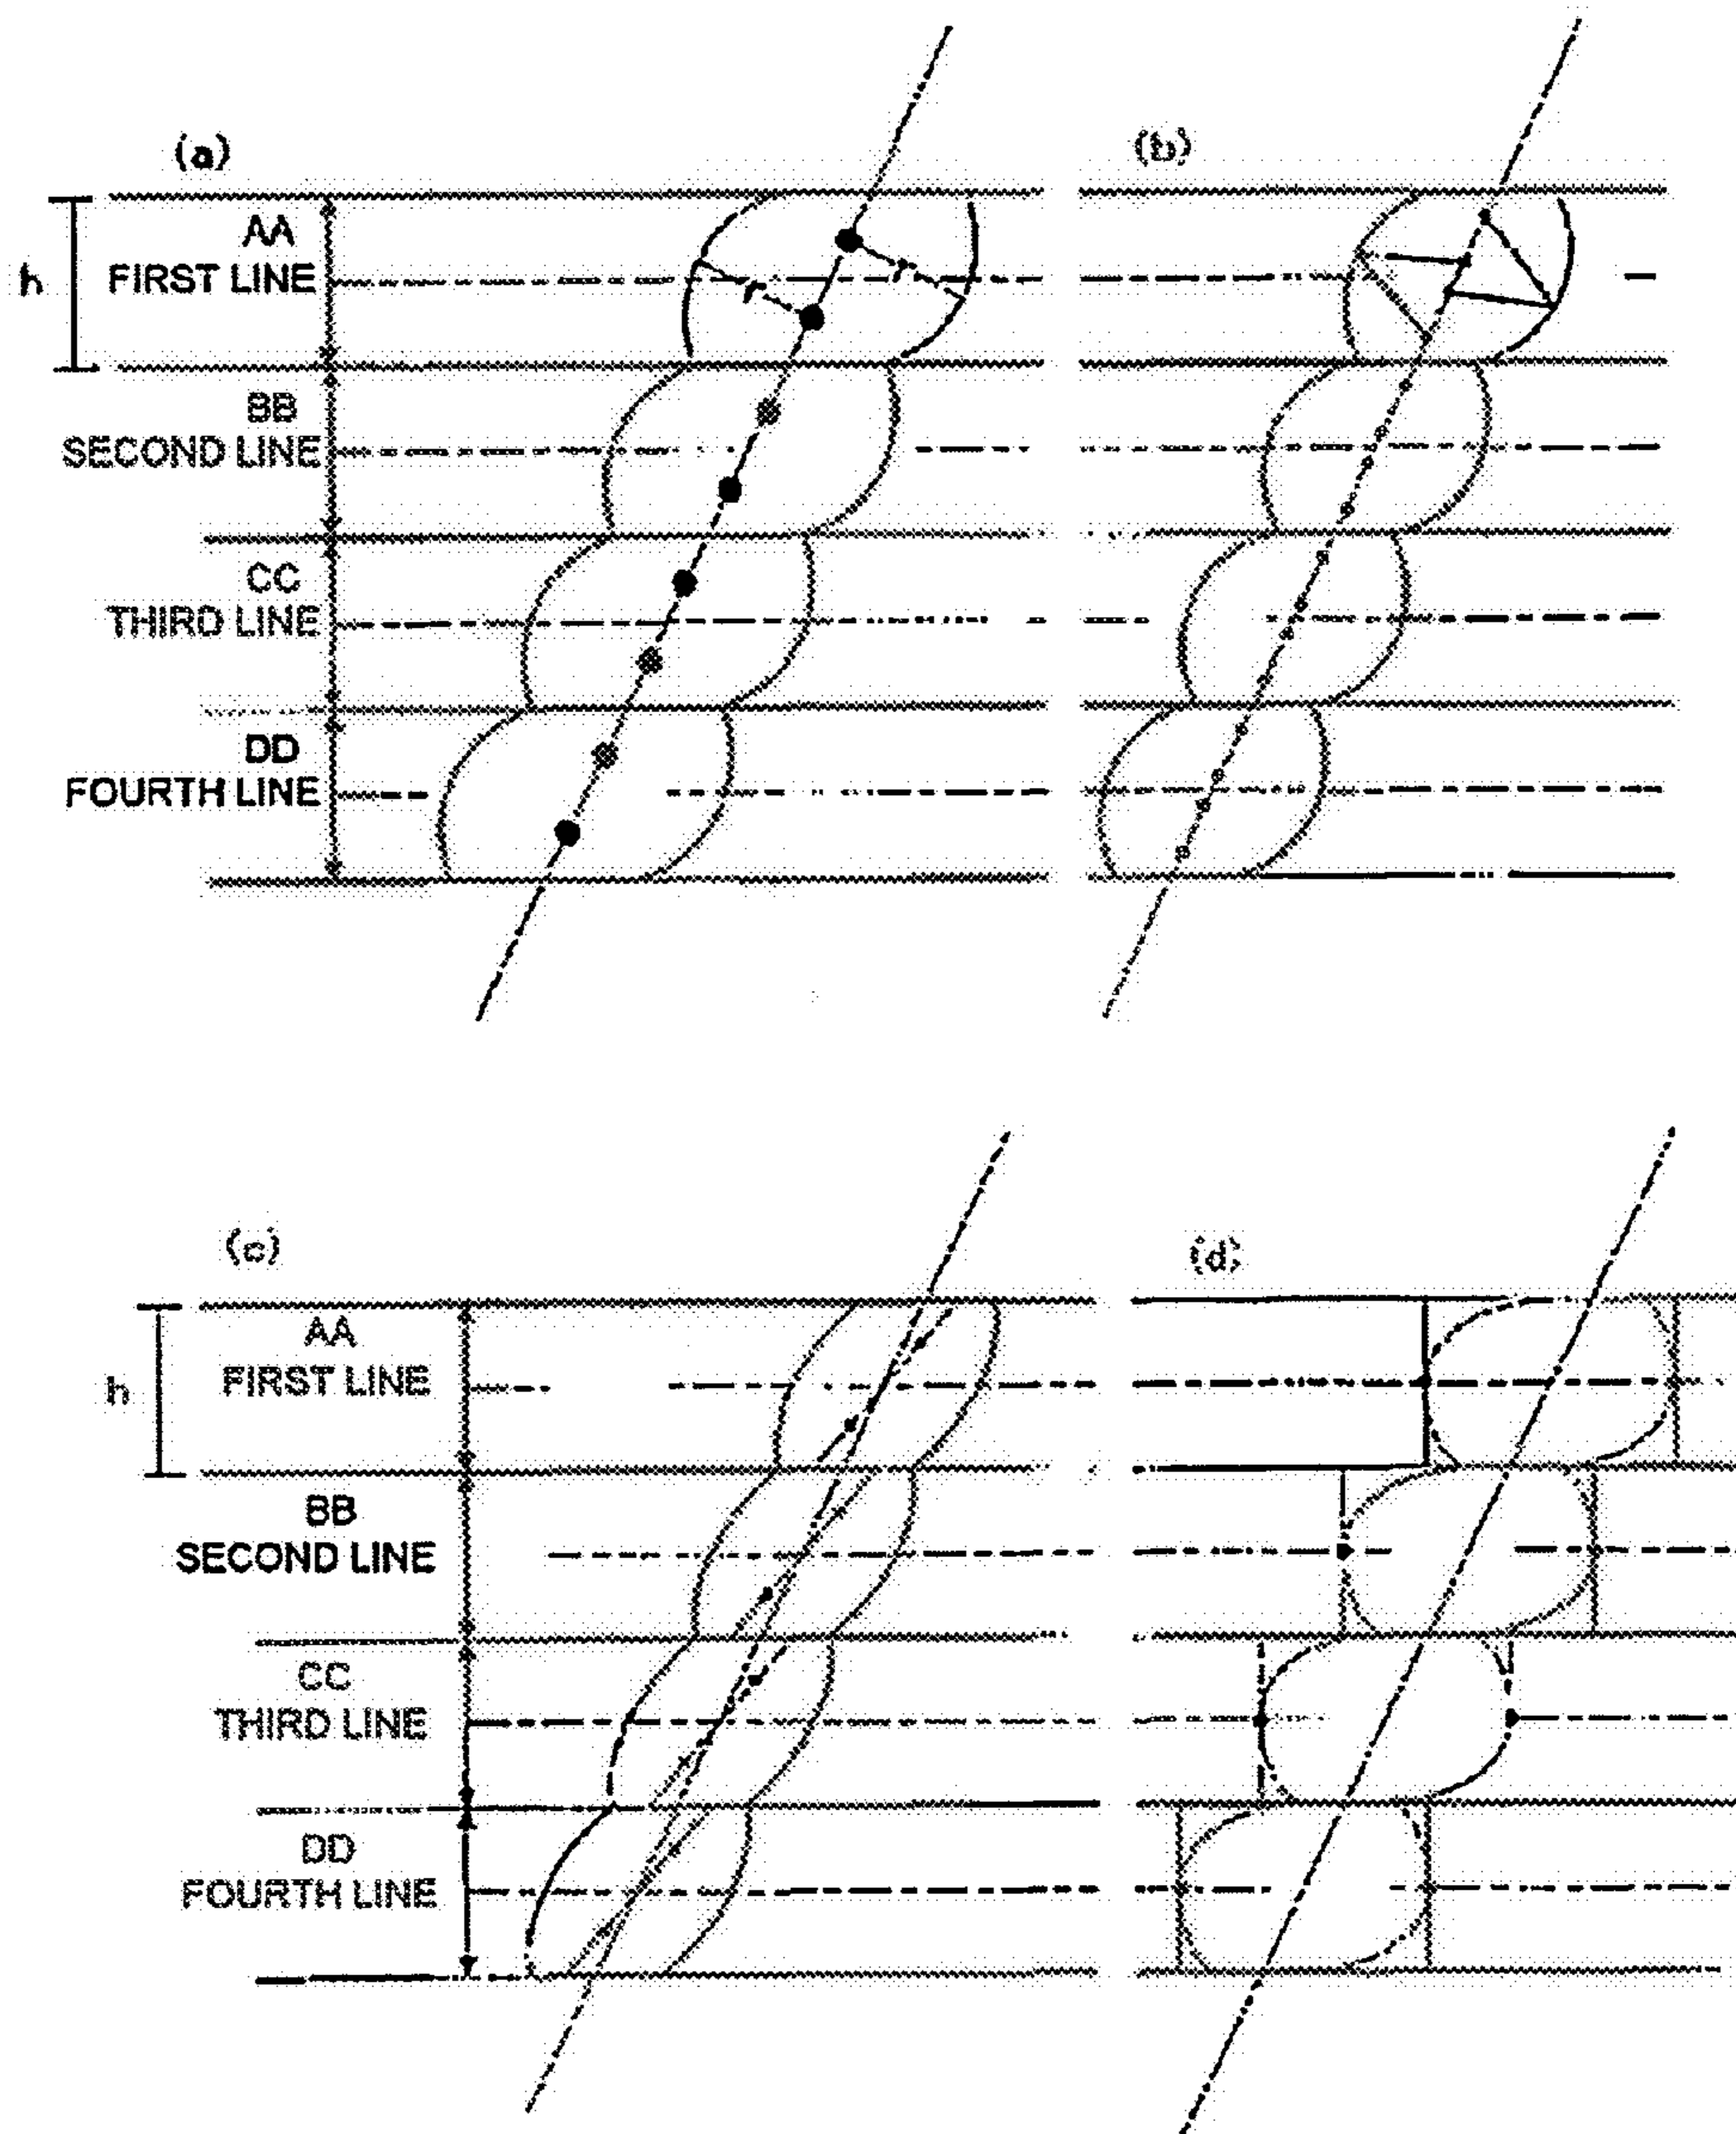 (a)
(b)
h
AA
FIRST LINE
r
r
BB
SECOND LINE
CC
THIRD LINE
DD
FOURTH LINE
(c)
(d)
h
AA
FIRST LINE
BB
SECOND LINE
CC
THIRD LINE
DD
FOURTH LINE